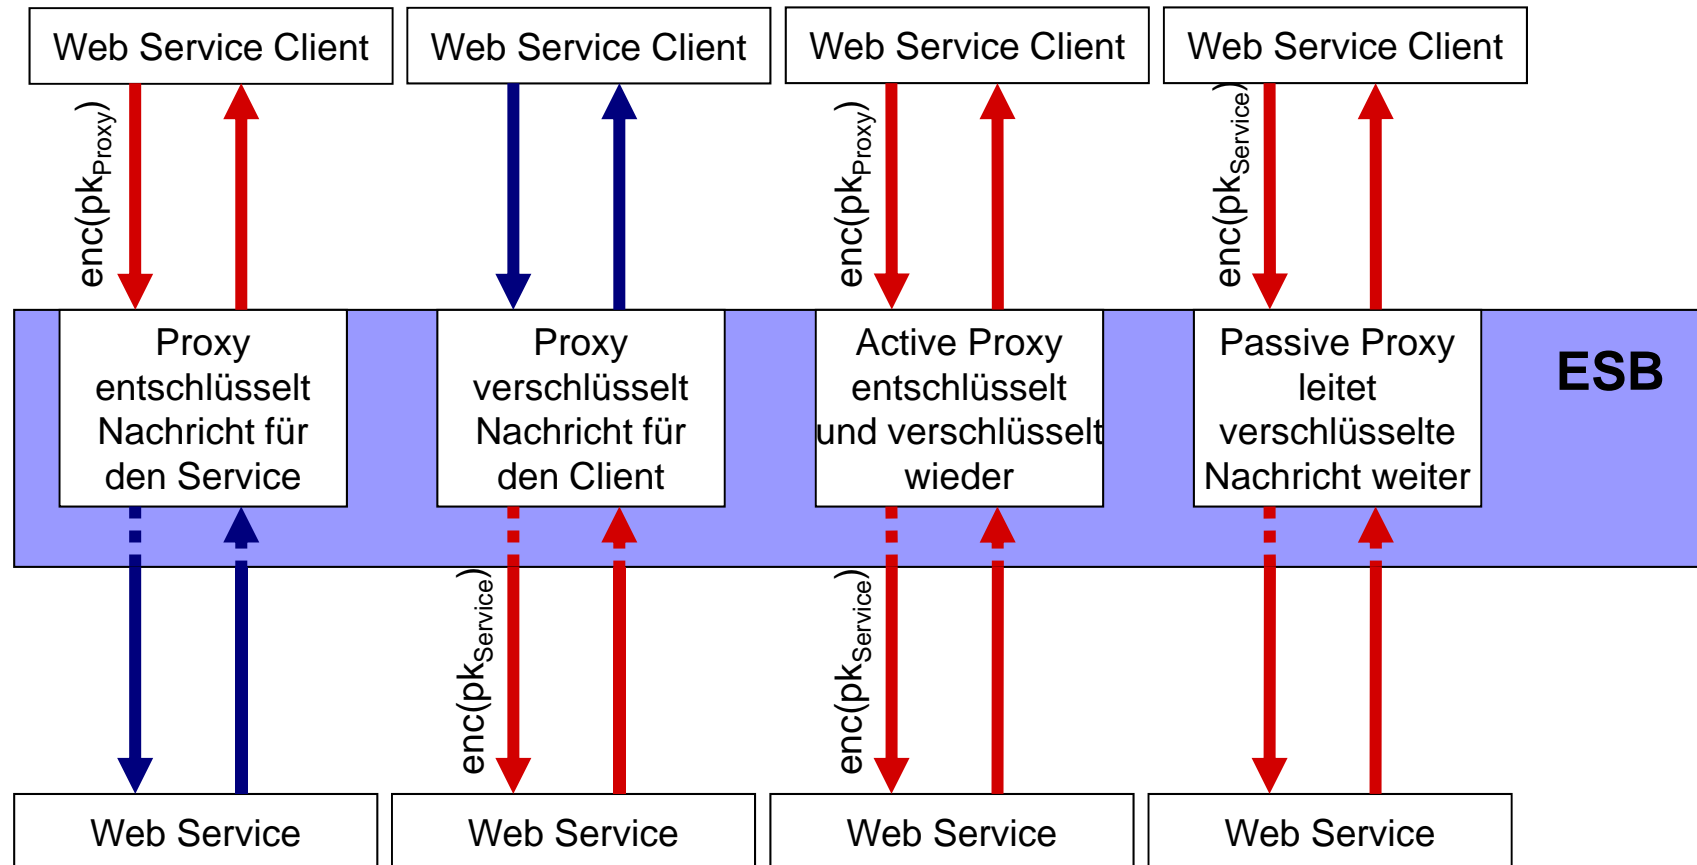 Web Service Client
Web Service Client
Web Service Client
Web Service Client
enc(pkProxy)
enc(pkProxy)
enc(pkService)
Proxy
entschlüsselt
Nachricht für
den Service
Proxy
verschlüsselt
Nachricht für
den Client
Active Proxy
entschlüsselt
und verschlüsselt
wieder
Passive Proxy
leitet
verschlüsselte
Nachricht weiter
ESB
enc(pkService)
enc(pkService)
Web Service
Web Service
Web Service
Web Service